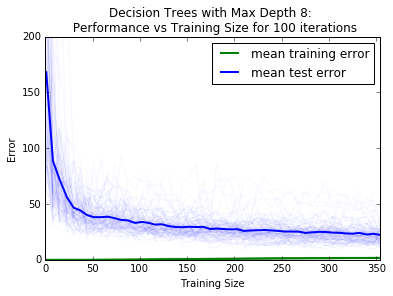 Decision Trees with Max Depth 8:
Performance vs Training Size for 100 iterations
mean training error
mean test error
200
150
100
50
0
Error
0 50 100 150 200 250 300 350
Training Size